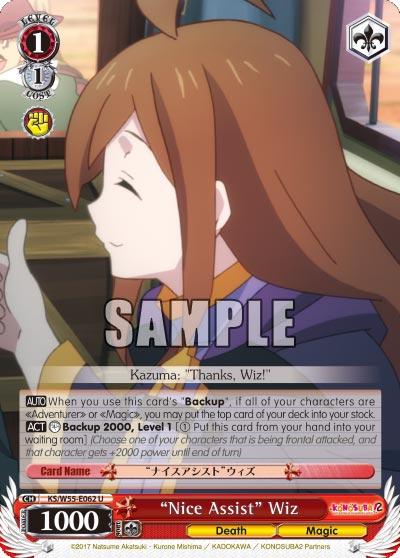 LEVEL
1
1
COST
SAMPLE
Kazuma: "Thanks, Wiz!"
AUTO When you use this card's "Backup", if all of your characters are
«Adventurer» or «Magic», you may put the top card of your deck into your stock.
ACT Backup 2000, Level 1 [① Put this card from your hand into your
waiting room] (Choose one of your characters that is being frontal attacked, and
that character gets +2000 power until end of turn)
Card Name "ナイスアシスト"ウィズ
CH KS/W55-E062 U
POWER 1000 SOUL "Nice Assist" Wiz KONOSUBA 2
Death Magic
©2017 Natsume Akatsuki・Kurone Mishima ／ KADOKAWA ／ KONOSUBA2 Partners